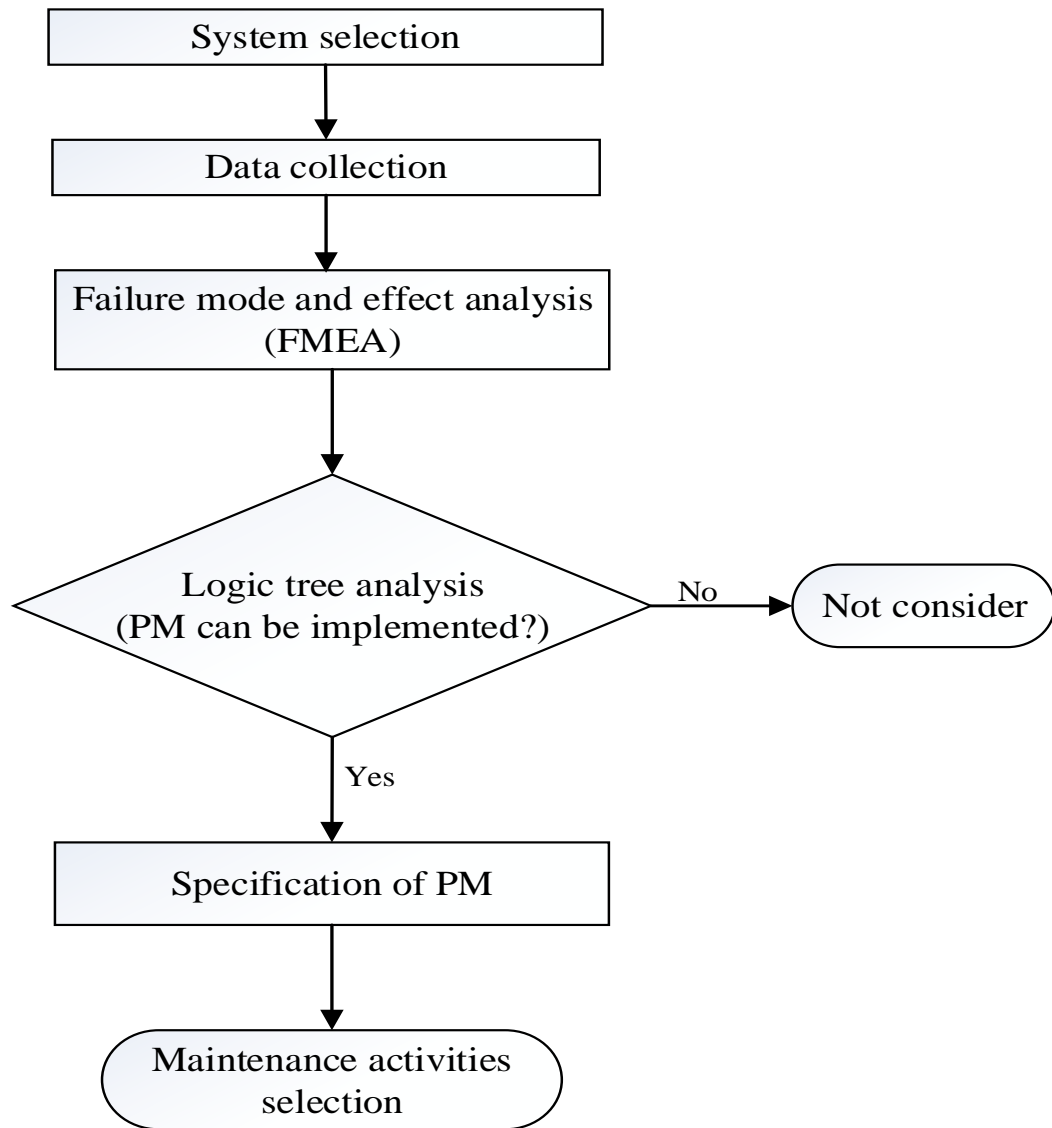 System selection
Data collection
Failure mode and effect analysis
(FMEA)
Logic tree analysis
(PM can be implemented?)
No
Not consider
Yes
Specification of PM
Maintenance activities
selection